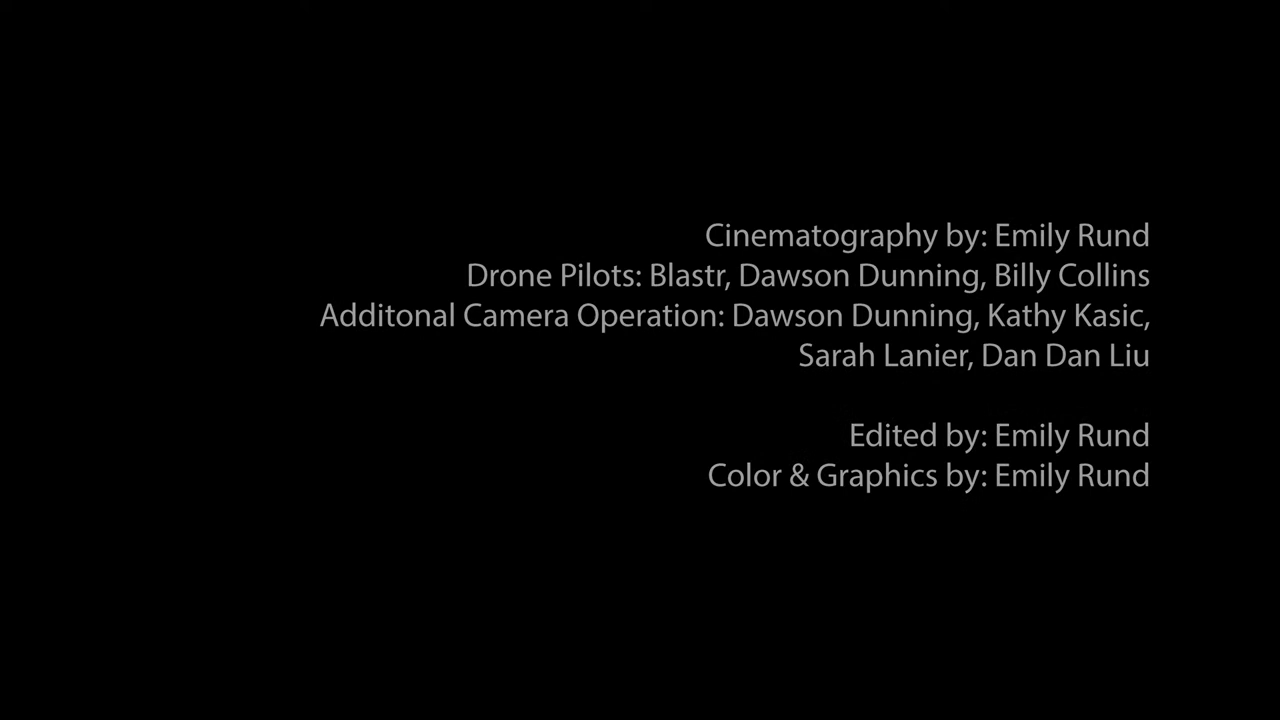 Cinematography by: Emily Rund
Drone Pilots: Blastr, Dawson Dunning, Billy Collins
Additonal Camera Operation: Dawson Dunning, Kathy Kasic,
Sarah Lanier, Dan Dan Liu
Edited by: Emily Rund
Color & Graphics by: Emily Rund